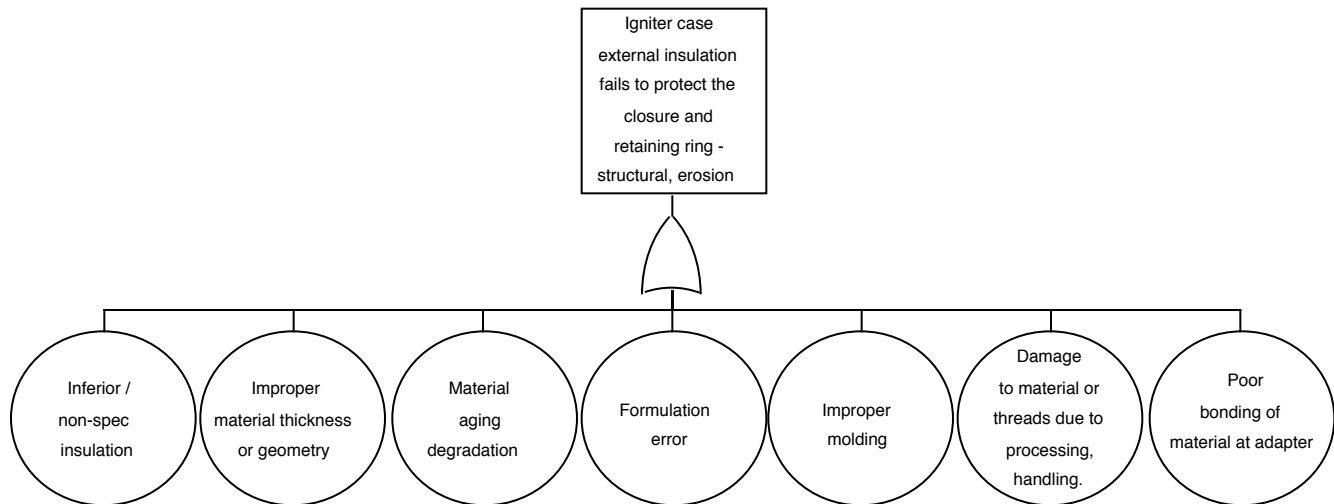 Igniter case
external insulation
fails to protect the
closure and
retaining ring -
structural, erosion
Inferior /
non-spec
insulation
Improper
material thickness
or geometry
Material
aging
degradation
Formulation
error
Improper
molding
Damage
to material or
threads due to
processing,
handling.
Poor
bonding of
material at adapter